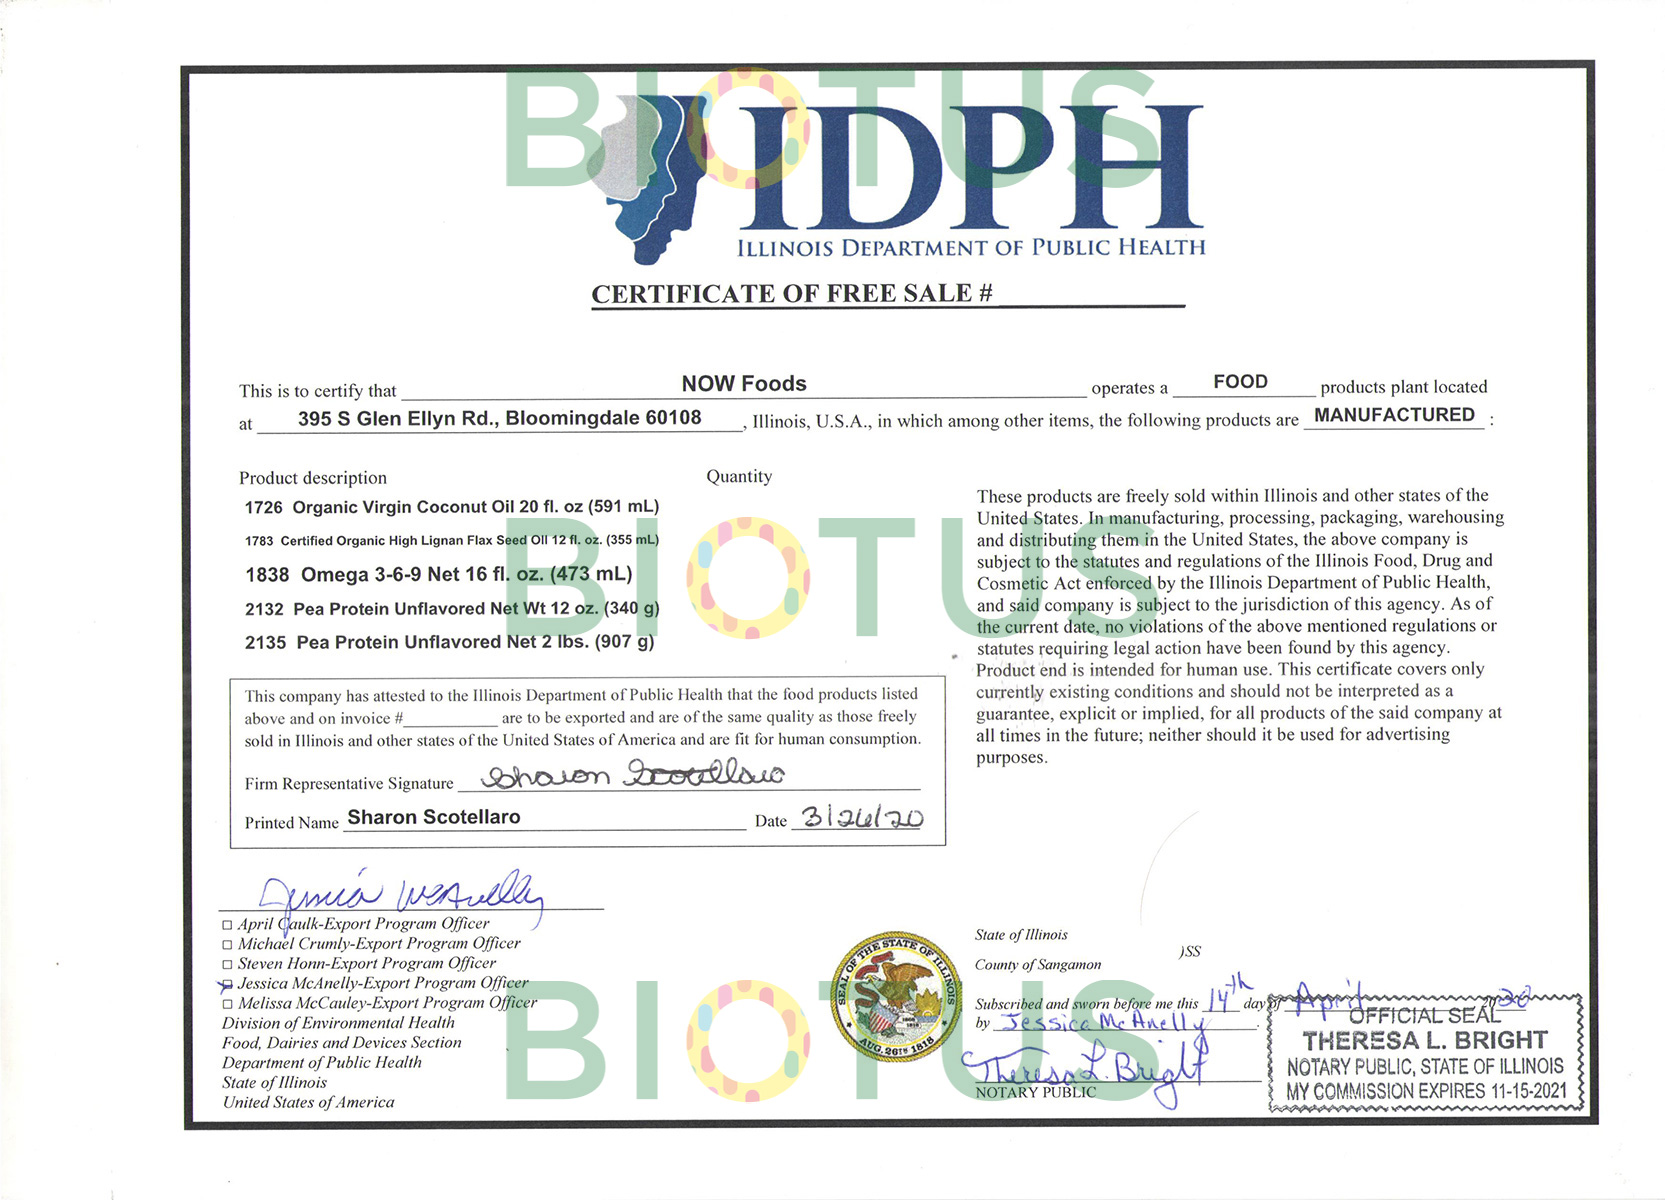 BIOTUS
IDPH
ILLINOIS DEPARTMENT OF PUBLIC HEALTH
CERTIFICATE OF FREE SALE #
This is to certify that NOW Foods operates a FOOD products plant located
at 395 S Glen Ellyn Rd., Bloomingdale 60108, Illinois, U.S.A., in which among other items, the following products are MANUFACTURED :
Product description Quantity
1726 Organic Virgin Coconut Oil 20 fl. oz (591 mL)
1783 Certified Organic High Lignan Flax Seed Oil 12 fl. oz. (355 mL)
1838 Omega 3-6-9 Net 16 fl. oz. (473 mL)
2132 Pea Protein Unflavored Net Wt 12 oz. (340 g)
2135 Pea Protein Unflavored Net 2 lbs. (907 g)
BIOTUS
These products are freely sold within Illinois and other states of the
United States. In manufacturing, processing, packaging, warehousing
and distributing them in the United States, the above company is
subject to the statutes and regulations of the Illinois Food, Drug and
Cosmetic Act enforced by the Illinois Department of Public Health,
and said company is subject to the jurisdiction of this agency. As of
the current date, no violations of the above mentioned regulations or
statutes requiring legal action have been found by this agency.
Product end is intended for human use. This certificate covers only
currently existing conditions and should not be interpreted as a
guarantee, explicit or implied, for all products of the said company at
all times in the future; neither should it be used for advertising
purposes.
This company has attested to the Illinois Department of Public Health that the food products listed
above and on invoice #__________ are to be exported and are of the same quality as those freely
sold in Illinois and other states of the United States of America and are fit for human consumption.
Firm Representative Signature Sharon Scotellaro
Printed Name Sharon Scotellaro Date 3/26/20
Jessica McAnelly
April Caulk-Export Program Officer
Michael Crumly-Export Program Officer
Steven Honn-Export Program Officer
Jessica McAnelly-Export Program Officer
Melissa McCauley-Export Program Officer
Division of Environmental Health
Food, Dairies and Devices Section
Department of Public Health
State of Illinois
United States of America
BIOTUS
SEAL OF THE STATE OF ILLINOIS
1868
1818
AUG. 26TH 1818
State of Illinois
)SS
County of Sangamon
Subscribed and sworn before me this 14th day of April 2020
by Jessica McAnelly.
Theresa L. Bright
NOTARY PUBLIC
OFFICIAL SEAL
THERESA L. BRIGHT
NOTARY PUBLIC, STATE OF ILLINOIS
MY COMMISSION EXPIRES 11-15-2021